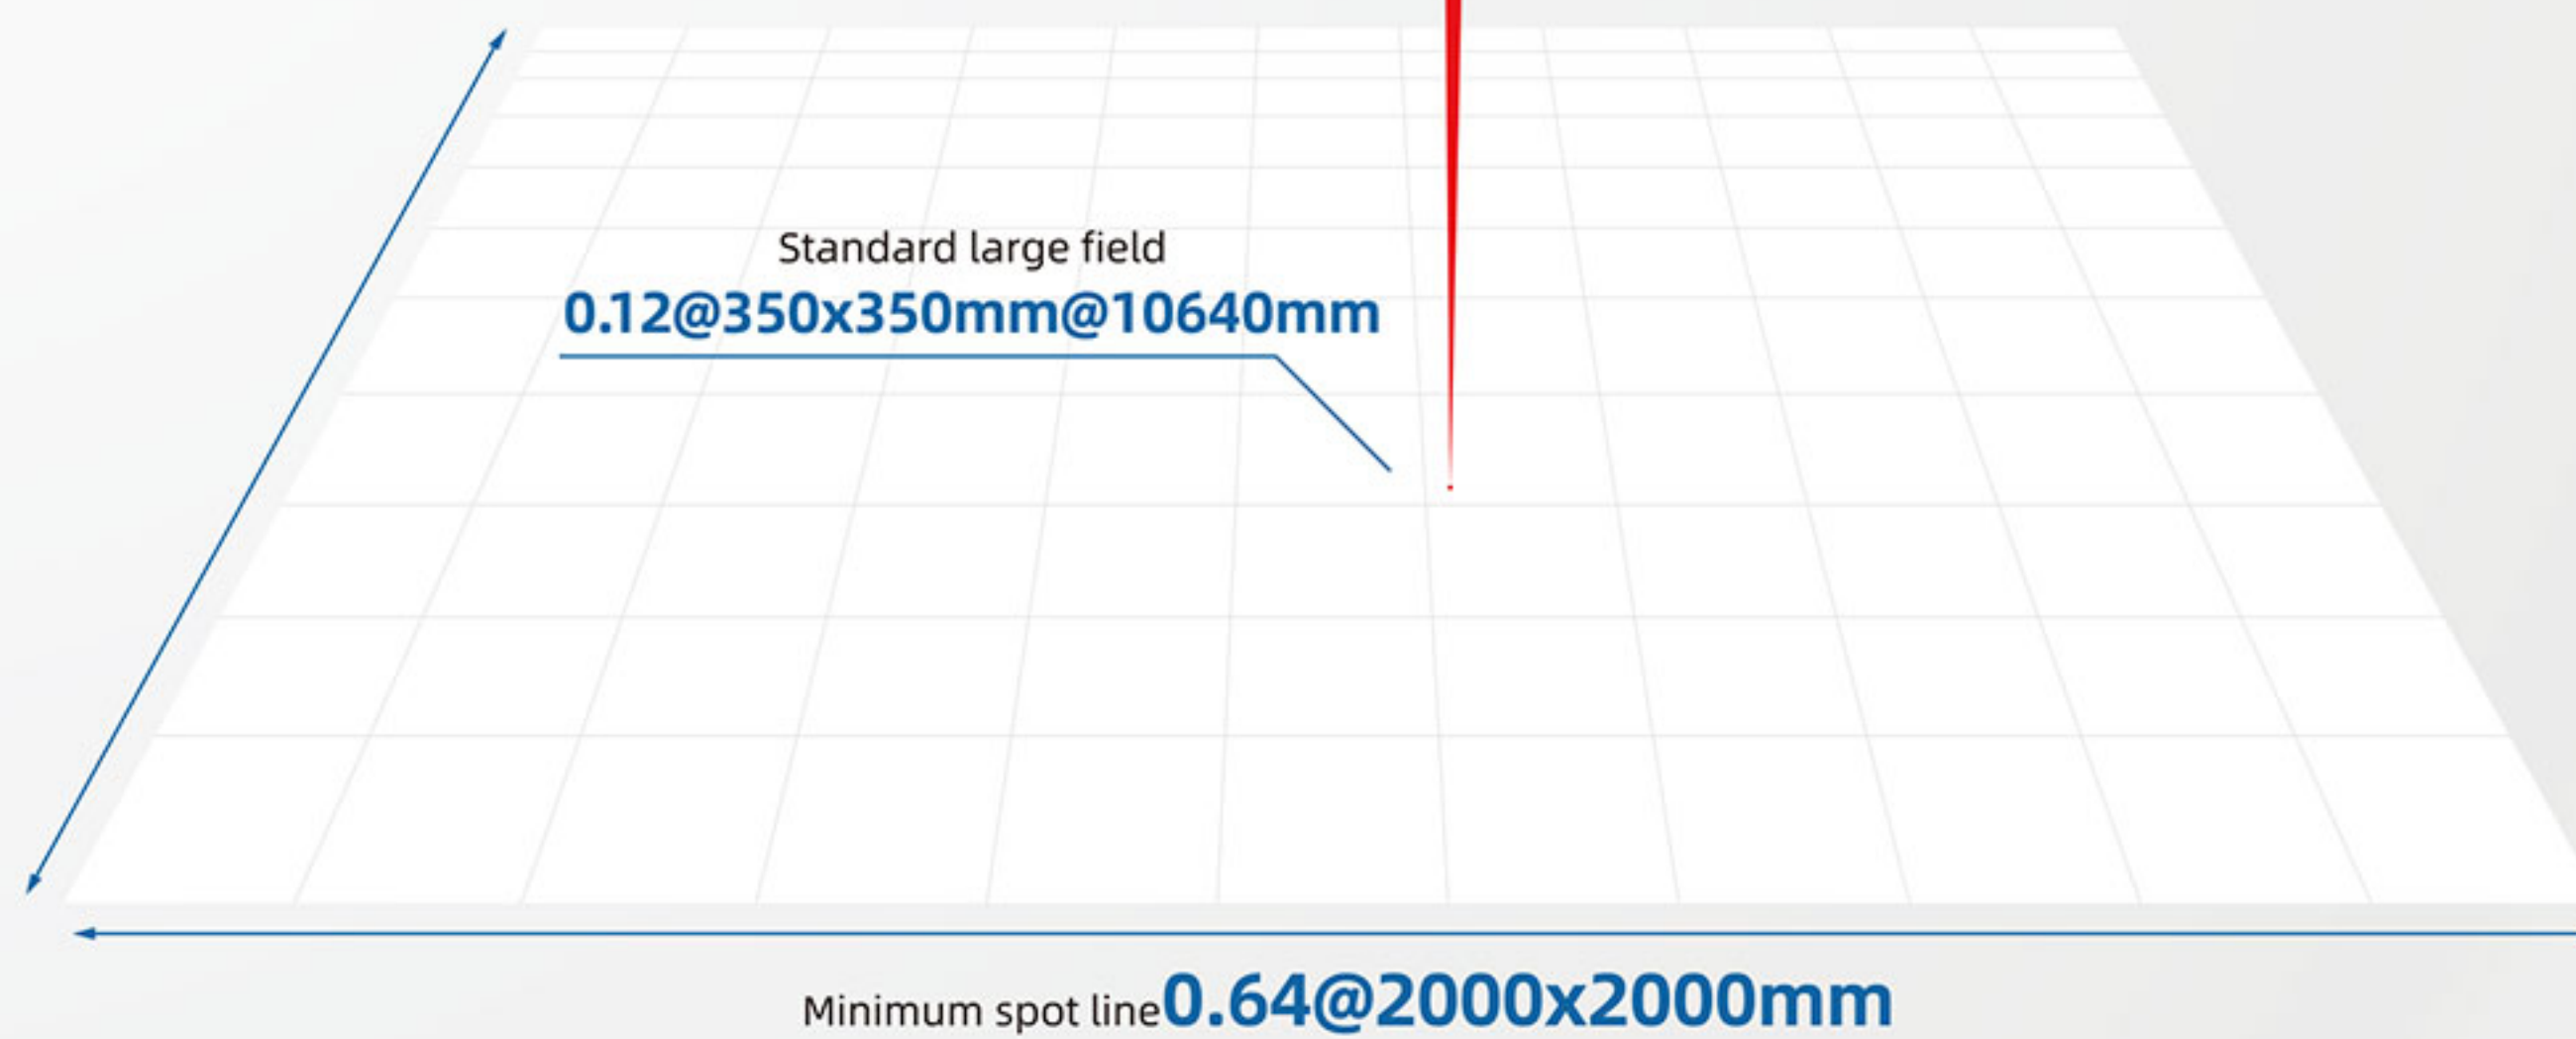 Standard large field
0.12@350x350mm@10640mm
Minimum spot line0.64@2000x2000mm